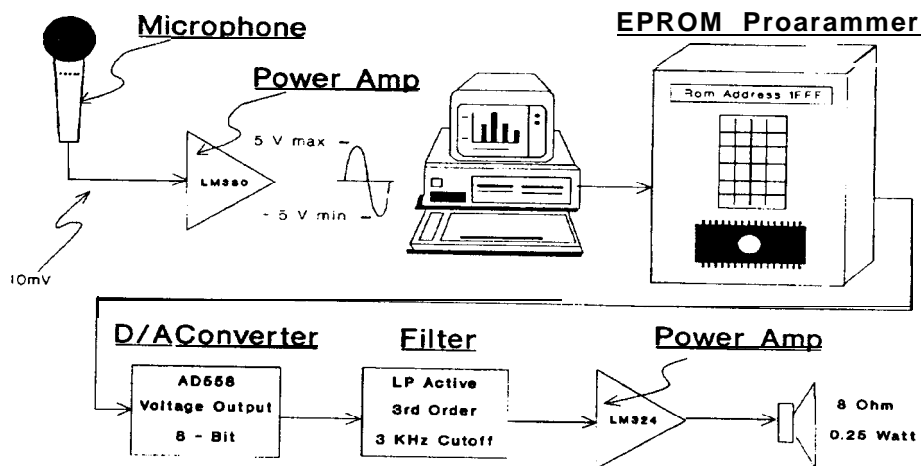 Microphone
EPROM Proarammer
Power Amp
Rom Address 1FFF
5 V max
LM380
- 5 V min
10mV
D/AConverter
Filter
Power Amp
AD558
Voltage Output
8 - Bit
LP Active
3rd Order
3 KHz Cutoff
LM324
8 Ohm
0.25 Watt